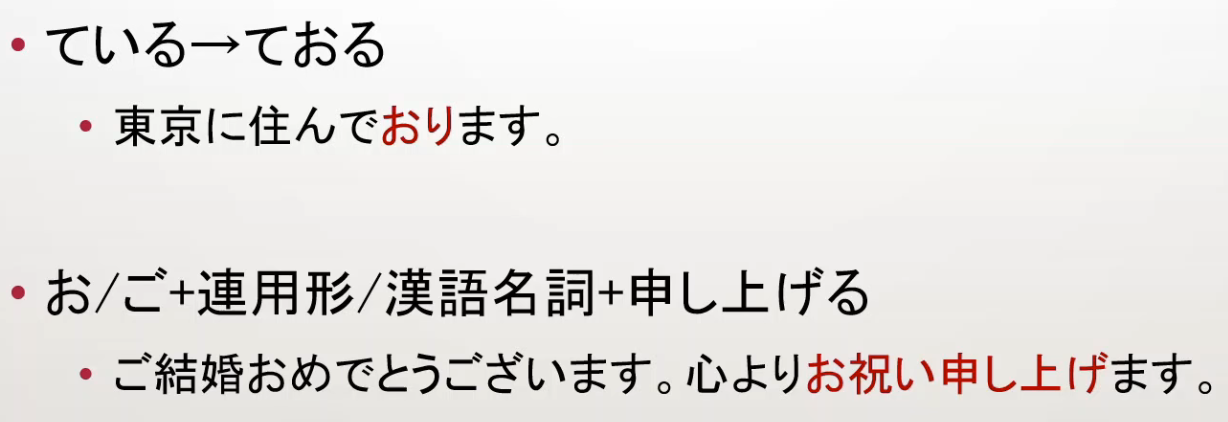 • ている→ておる
• 東京に住んでおります。
• お/ご+連用形/漢語名詞+申し上げる
• ご結婚おめでとうございます。心よりお祝い申し上げます。